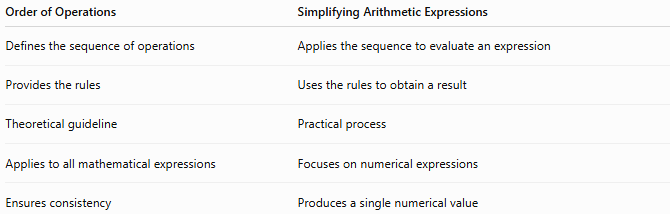 Order of Operations Simplifying Arithmetic Expressions
Defines the sequence of operations Applies the sequence to evaluate an expression
Provides the rules Uses the rules to obtain a result
Theoretical guideline Practical process
Applies to all mathematical expressions Focuses on numerical expressions
Ensures consistency Produces a single numerical value